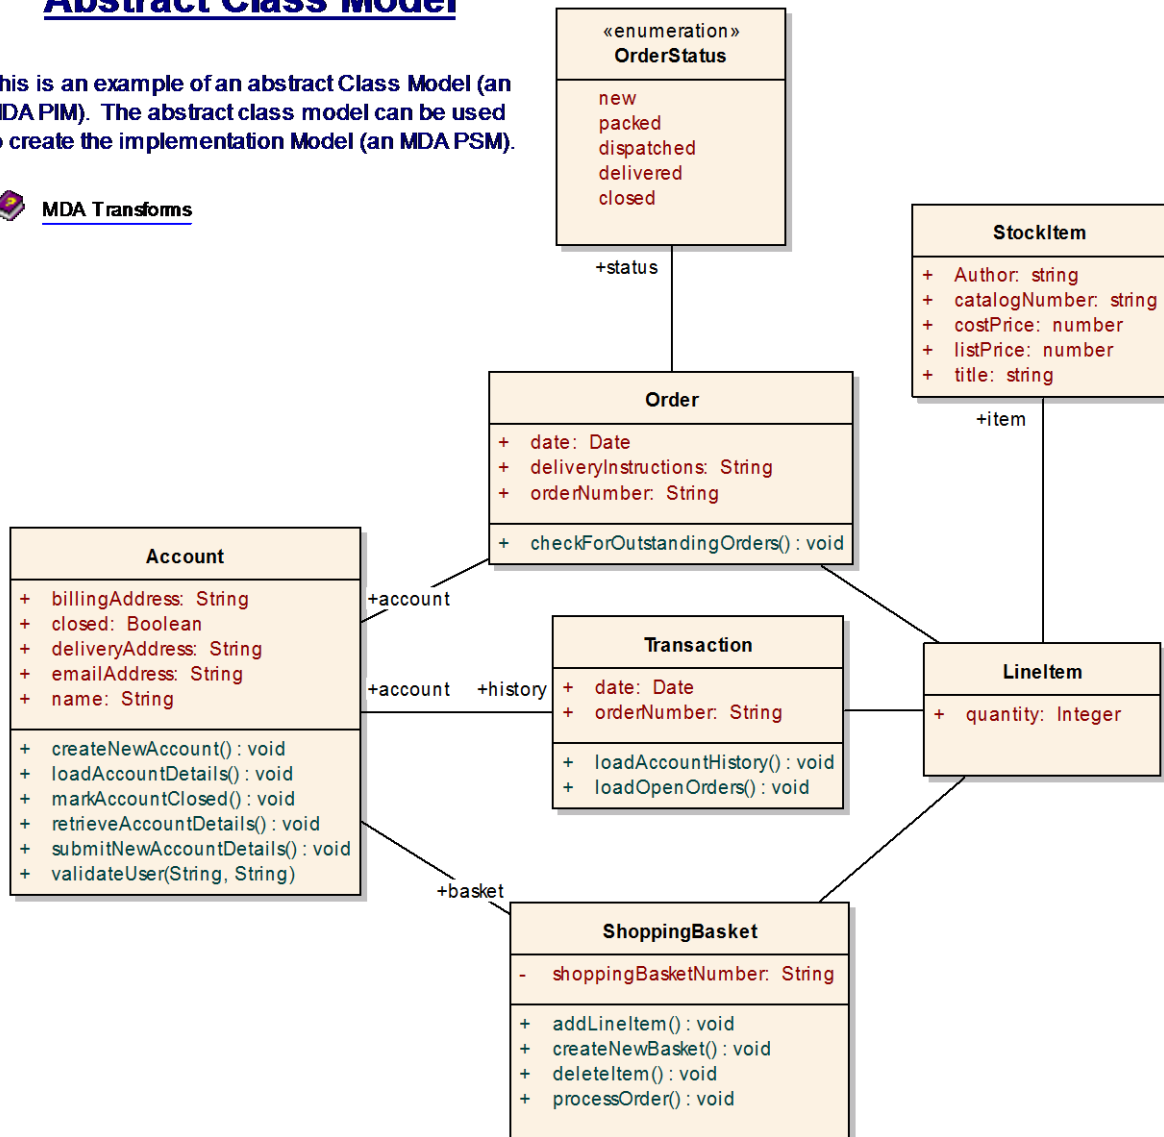 Abstract Class Model
his is an example of an abstract Class Model (an
DA PIM). The abstract class model can be used
o create the implementation Model (an MDA PSM).
MDA Transforms
«enumeration»
OrderStatus
new
packed
dispatched
delivered
closed
+status
StockItem
+ Author: string
+ catalogNumber: string
+ costPrice: number
+ listPrice: number
+ title: string
+item
Order
+ date: Date
+ deliveryInstructions: String
+ orderNumber: String
+ checkForOutstandingOrders() : void
Account
+ billingAddress: String
+ closed: Boolean
+ deliveryAddress: String
+ emailAddress: String
+ name: String
+ createNewAccount() : void
+ loadAccountDetails() : void
+ markAccountClosed() : void
+ retrieveAccountDetails() : void
+ submitNewAccountDetails() : void
+ validateUser(String, String)
+account
+account
+history
Transaction
+ date: Date
+ orderNumber: String
+ loadAccountHistory() : void
+ loadOpenOrders() : void
LineItem
+ quantity: Integer
+basket
ShoppingBasket
- shoppingBasketNumber: String
+ addLineItem() : void
+ createNewBasket() : void
+ deleteItem() : void
+ processOrder() : void